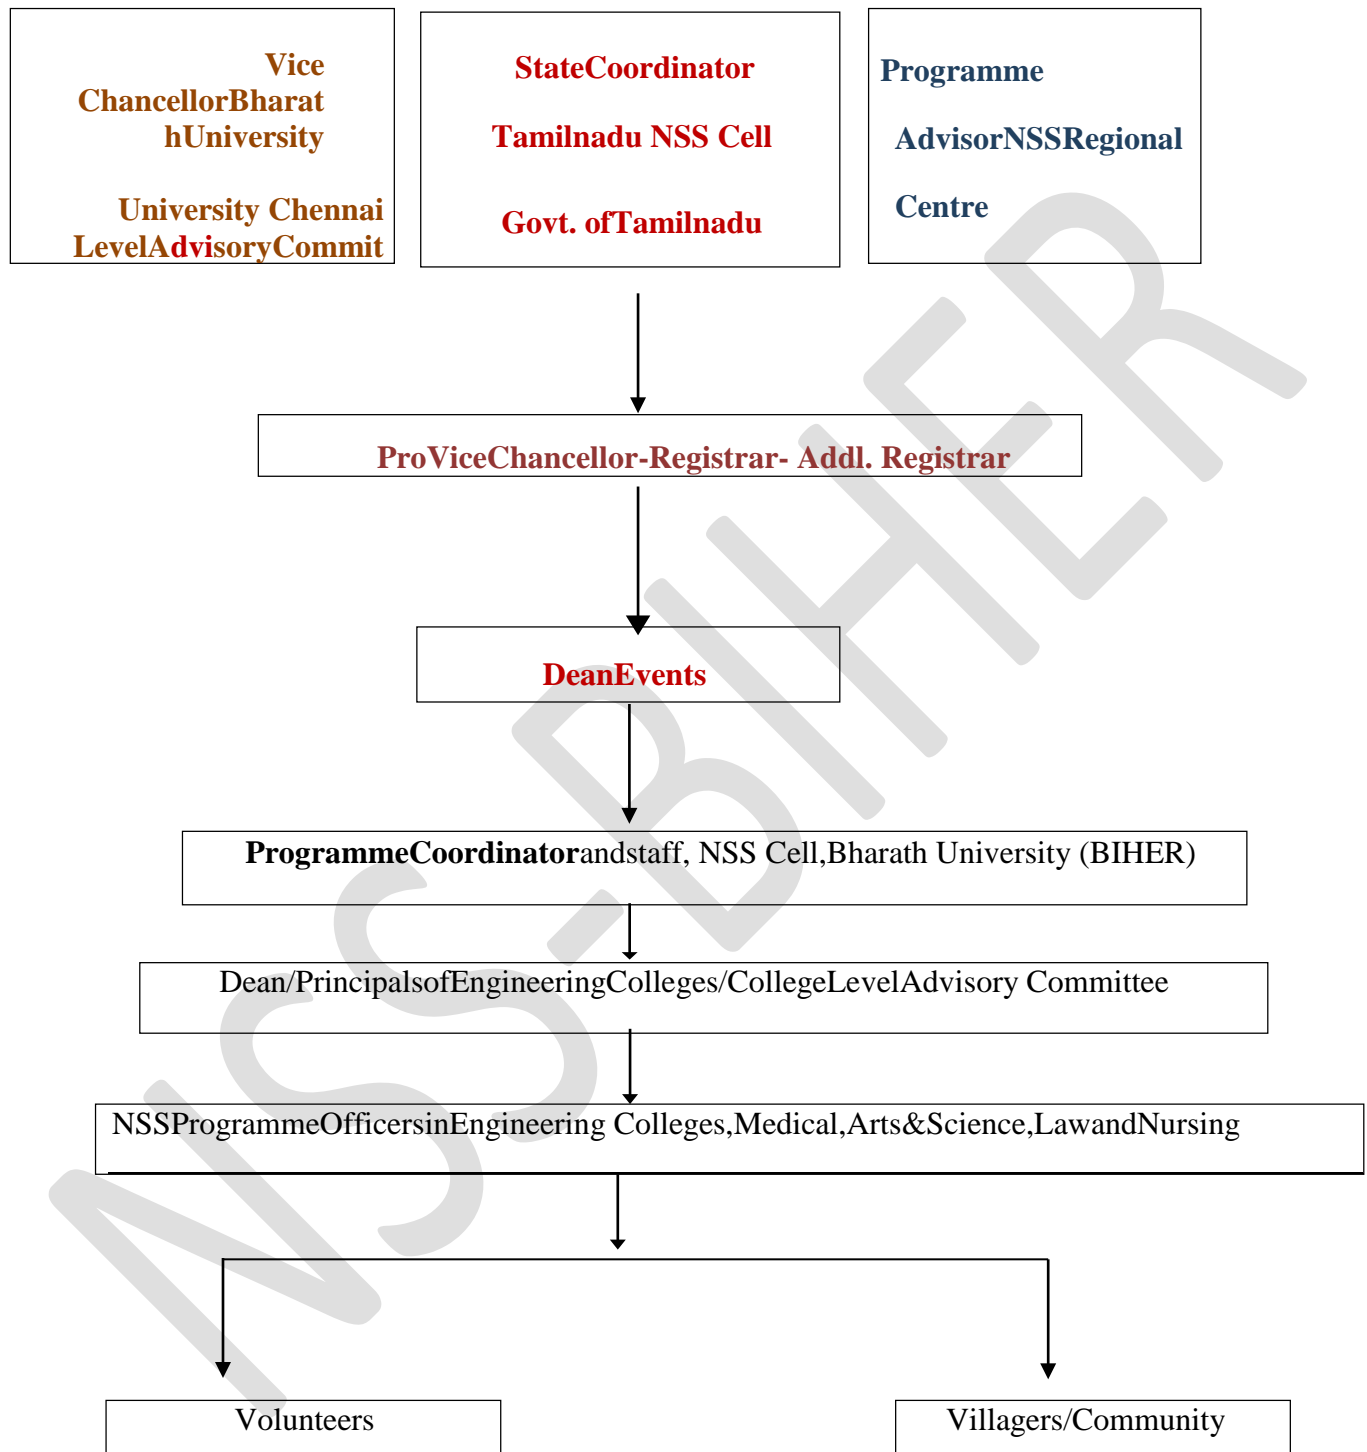 Vice
ChancellorBharat
hUniversity
University Chennai
LevelAdvisoryCommit
StateCoordinator
Tamilnadu NSS Cell
Govt. ofTamilnadu
Programme
AdvisorNSSRegional
Centre
ProViceChancellor-Registrar- Addl. Registrar
DeanEvents
ProgrammeCoordinatorandstaff, NSS Cell,Bharath University (BIHER)
Dean/PrincipalsofEngineeringColleges/CollegeLevelAdvisory Committee
NSSProgrammeOfficersinEngineering Colleges,Medical,Arts&Science,LawandNursing
Volunteers
Villagers/Community
NSS-BIHER